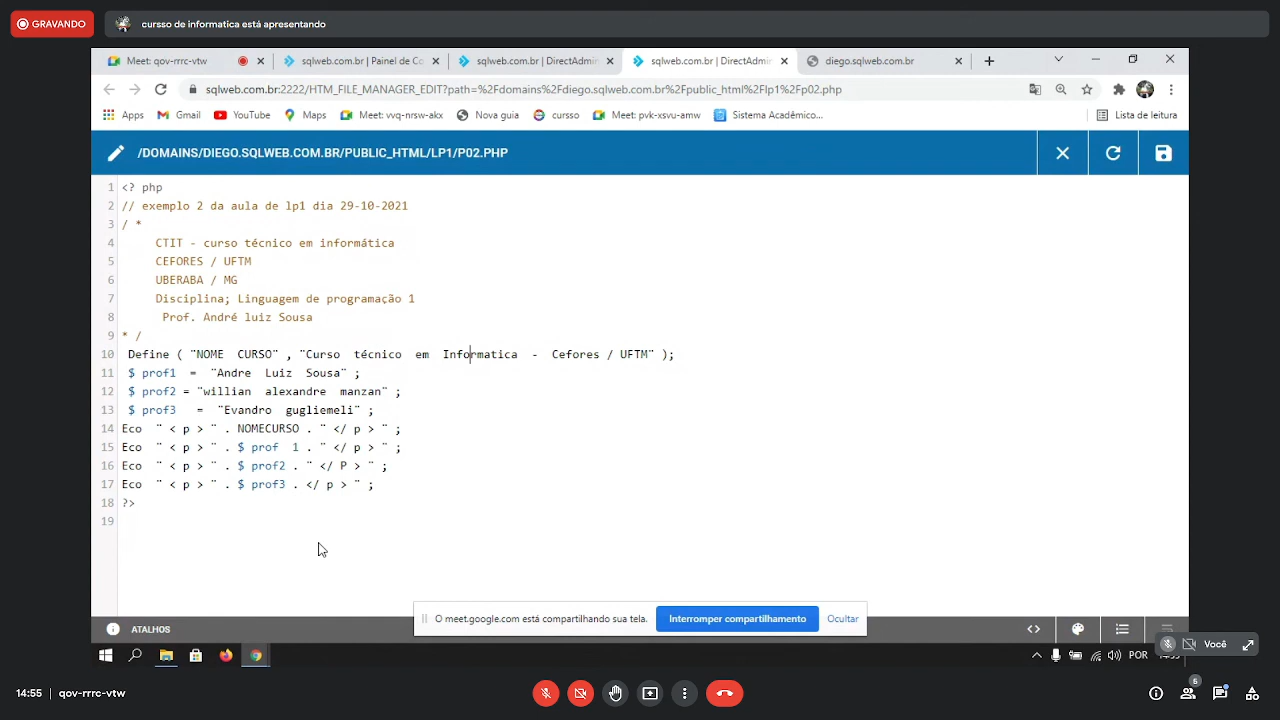 GRAVANDO
cursso de informatica está apresentando
Meet: qov-rrrc-vtw
sqlweb.com.br | Painel de Co
sqlweb.com.br | DirectAdmin
sqlweb.com.br | DirectAdmin
diego.sqlweb.com.br
sqlweb.com.br:2222/HTM_FILE_MANAGER_EDIT?path=%2Fdomains%2Fdiego.sqlweb.com.br%2Fpublic_html%2Flp1%2Fp02.php
Apps Gmail YouTube Maps Meet: vvq-nrsw-akx Nova guia cursso Meet: pvk-xsvu-amw Sistema Acadêmico... Lista de leitura
/DOMAINS/DIEGO.SQLWEB.COM.BR/PUBLIC_HTML/LP1/P02.PHP
1 <? php
2 // exemplo 2 da aula de lp1 dia 29-10-2021
3 / *
4 CTIT - curso técnico em informática
5 CEFORES / UFTM
6 UBERABA / MG
7 Disciplina; Linguagem de programação 1
8 Prof. André luiz Sousa
9 * /
10 Define ( "NOME CURSO" , "Curso técnico em Informatica - Cefores / UFTM" );
11 $ prof1 = "Andre Luiz Sousa" ;
12 $ prof2 = "willian alexandre manzan" ;
13 $ prof3 = "Evandro gugliemeli" ;
14 Eco " < p > " . NOMECURSO . " </ p > " ;
15 Eco " < p > " . $ prof 1 . " </ p > " ;
16 Eco " < p > " . $ prof2 . " </ P > " ;
17 Eco " < p > " . $ prof3 . </ p > " ;
18 ?>
19
O meet.google.com está compartilhando sua tela. Interromper compartilhamento Ocultar
ATALHOS
Você
POR
14:55 qov-rrrc-vtw